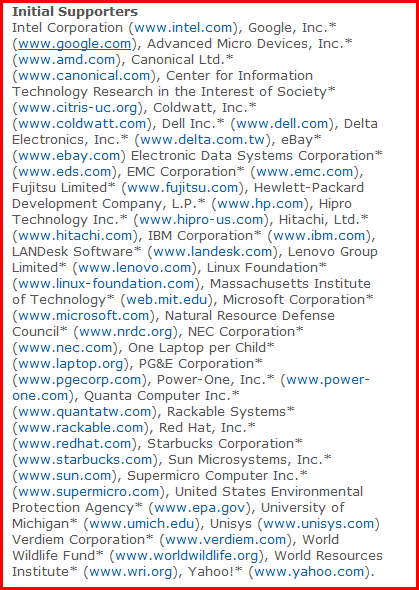 Initial Supporters
Intel Corporation (www.intel.com), Google, Inc.*
(www.google.com), Advanced Micro Devices, Inc.*
(www.amd.com), Canonical Ltd.*
(www.canonical.com), Center for Information
Technology Research in the Interest of Society*
(www.citris-uc.org), Coldwatt, Inc.*
(www.coldwatt.com), Dell Inc.* (www.dell.com), Delta
Electronics, Inc.* (www.delta.com.tw), eBay*
(www.ebay.com) Electronic Data Systems Corporation*
(www.eds.com), EMC Corporation* (www.emc.com),
Fujitsu Limited* (www.fujitsu.com), Hewlett-Packard
Development Company, L.P.* (www.hp.com), Hipro
Technology Inc.* (www.hipro-us.com), Hitachi, Ltd.*
(www.hitachi.com), IBM Corporation* (www.ibm.com),
LANDesk Software* (www.landesk.com), Lenovo Group
Limited* (www.lenovo.com), Linux Foundation*
(www.linux-foundation.com), Massachusetts Institute
of Technology* (web.mit.edu), Microsoft Corporation*
(www.microsoft.com), Natural Resource Defense
Council* (www.nrdc.org), NEC Corporation*
(www.nec.com), One Laptop per Child*
(www.laptop.org), PG&E Corporation*
(www.pgecorp.com), Power-One, Inc.* (www.power-
one.com), Quanta Computer Inc.*
(www.quantatw.com), Rackable Systems*
(www.rackable.com), Red Hat, Inc.*
(www.redhat.com), Starbucks Corporation*
(www.starbucks.com), Sun Microsystems, Inc.*
(www.sun.com), Supermicro Computer Inc.*
(www.supermicro.com), United States Environmental
Protection Agency* (www.epa.gov), University of
Michigan* (www.umich.edu), Unisys (www.unisys.com)
Verdiem Corporation* (www.verdiem.com), World
Wildlife Fund* (www.worldwildlife.org), World Resources
Institute* (www.wri.org), Yahoo!* (www.yahoo.com).